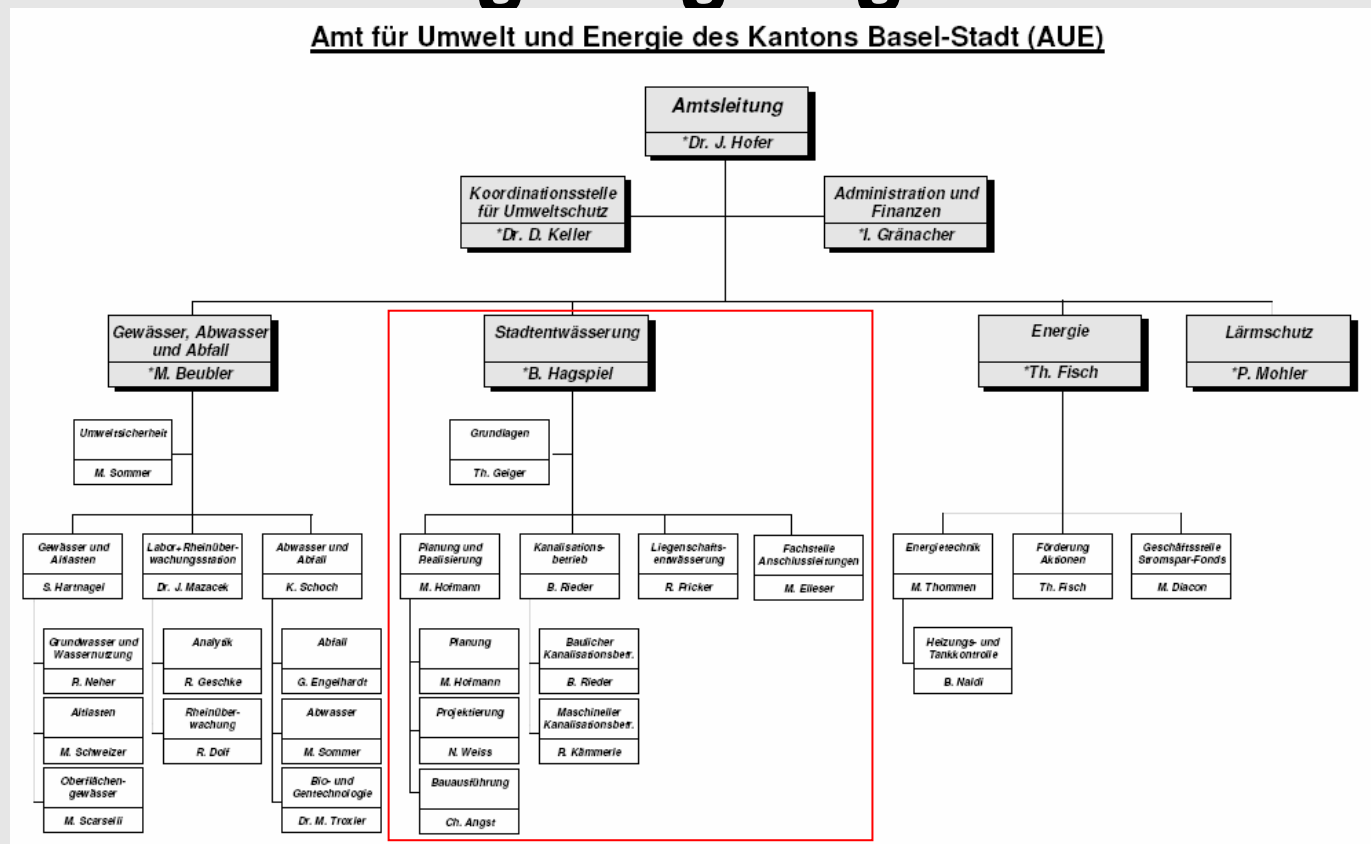 Amt für Umwelt und Energie des Kantons Basel-Stadt (AUE)
Amtsleitung
*Dr. J. Hofer
Koordinationsstelle
für Umweltschutz
*Dr. D. Keller
Administration und
Finanzen
*I. Gränacher
Gewässer, Abwasser
und Abfall
*M. Beubler
Stadtentwässerung
*B. Hagspiel
Energie
*Th. Fisch
Lärmschutz
*P. Mohler
Umweltsicherheit
M. Sommer
Grundlagen
Th. Geiger
Gewässer und
Altlasten
S. Hartnagel
Labor+Rheinüber-
wachungsstation
Dr. J. Mazacek
Abwasser und
Abfall
K. Schoch
Planung und
Realisierung
M. Hofmann
Kanalisations-
betrieb
B. Rieder
Liegenschafts-
entwässerung
R. Fricker
Fachstelle
Anschlussleitungen
M. Elieser
Energietechnik
M. Thommen
Förderung
Aktionen
Th. Fisch
Geschäftsstelle
Stromspar-Fonds
M. Diacon
Grundwasser und
Wassernutzung
R. Neher
Analytik
R. Geschke
Abfall
G. Engelhardt
Planung
M. Hofmann
Baulicher
Kanalisationsbetr.
B. Rieder
Heizungs- und
Tankkontrolle
B. Naldi
Altlasten
M. Schweizer
Rheinüber-
wachung
R. Dolf
Abwasser
M. Sommer
Projektierung
N. Weiss
Maschineller
Kanalisationsbetr.
R. Kämmerle
Oberflächen-
gewässer
M. Scarselli
Bio- und
Gentechnologie
Dr. M. Troxler
Bauausführung
Ch. Angst